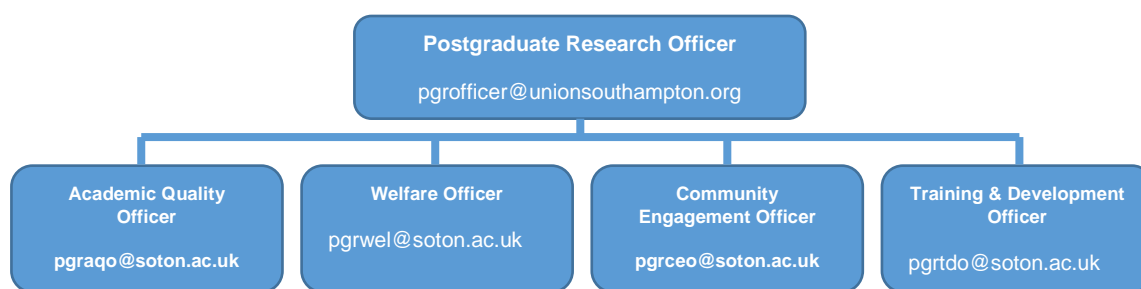 Postgraduate Research Officer
pgrofficer@unionsouthampton.org
Academic Quality
Officer
pgraqo@soton.ac.uk
Welfare Officer
pgrwel@soton.ac.uk
Community
Engagement Officer
pgrceo@soton.ac.uk
Training & Development
Officer
pgrtdo@soton.ac.uk